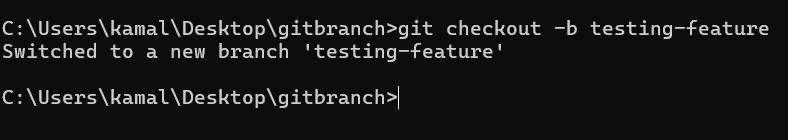 C:\Users\kamal\Desktop\gitbranch>git checkout -b testing-feature
Switched to a new branch 'testing-feature'
C:\Users\kamal\Desktop\gitbranch>